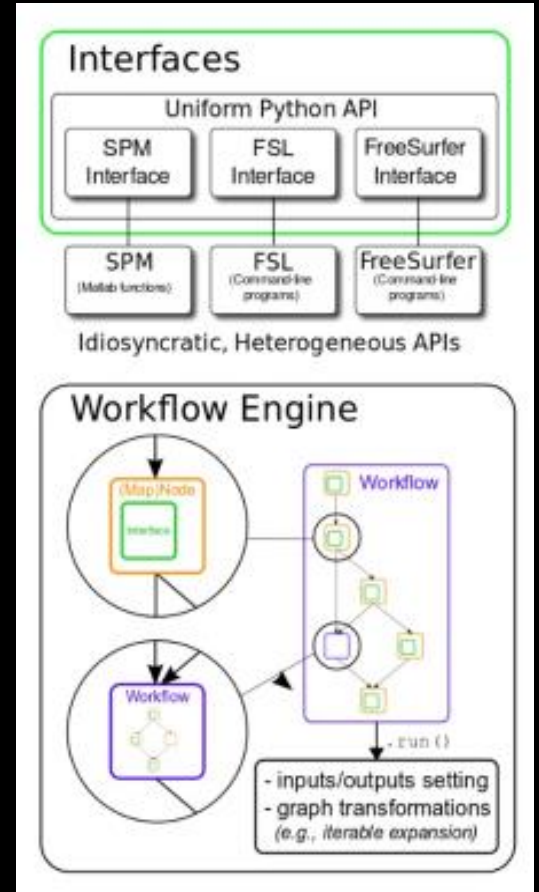 Interfaces
Uniform Python API
SPM
Interface
FSL
Interface
FreeSurfer
Interface
SPM
(Matlab functions)
FSL
(Command-line
programs)
FreeSurfer
(Command-line
programs)
Idiosyncratic, Heterogeneous APIs
Workflow Engine
(Map)Node
Interface
Workflow
Workflow
.run()
- inputs/outputs setting
- graph transformations
(e.g., iterable expansion)